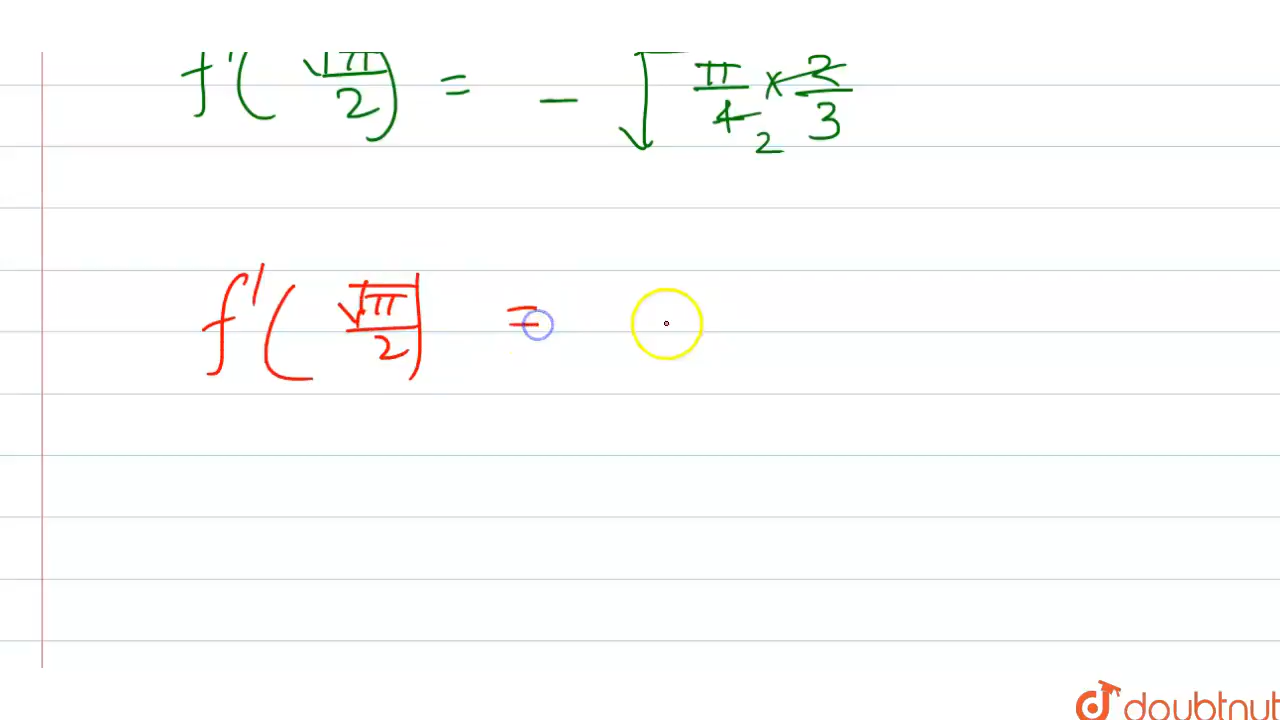 f'(√π/2) = - √π/4 × 2/3
2
f'(√π/2) =
doubtnut